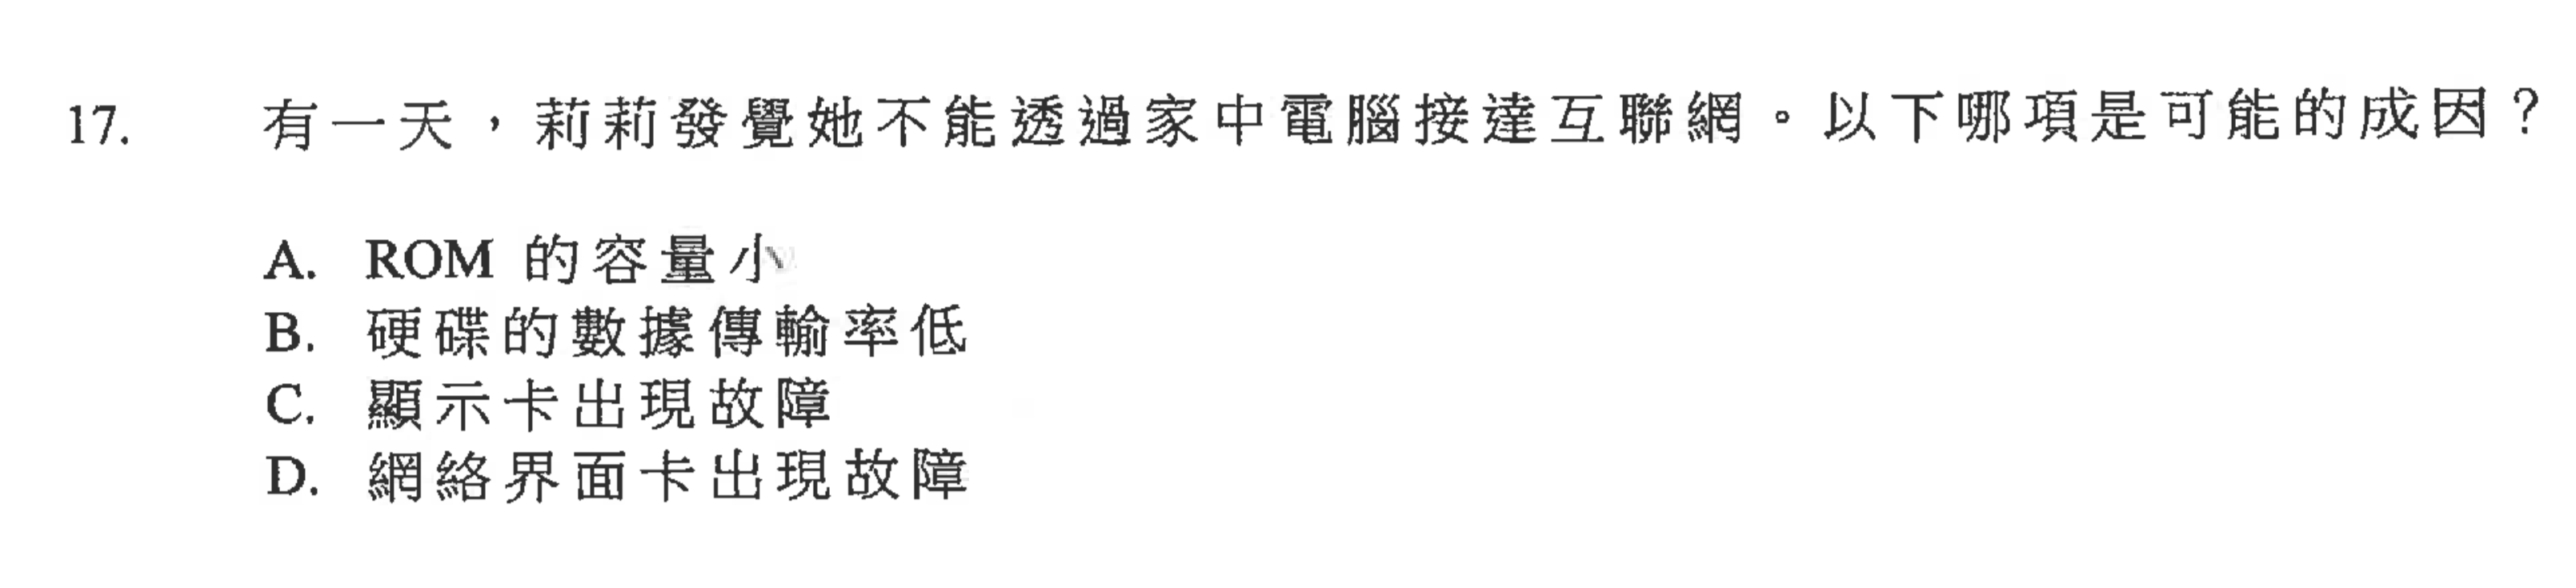 17. 有一天，莉莉發覺她不能透過家中電腦接達互聯網。以下哪項是可能的成因？
A. ROM 的容量小
B. 硬碟的數據傳輸率低
C. 顯示卡出現故障
D. 網絡界面卡出現故障